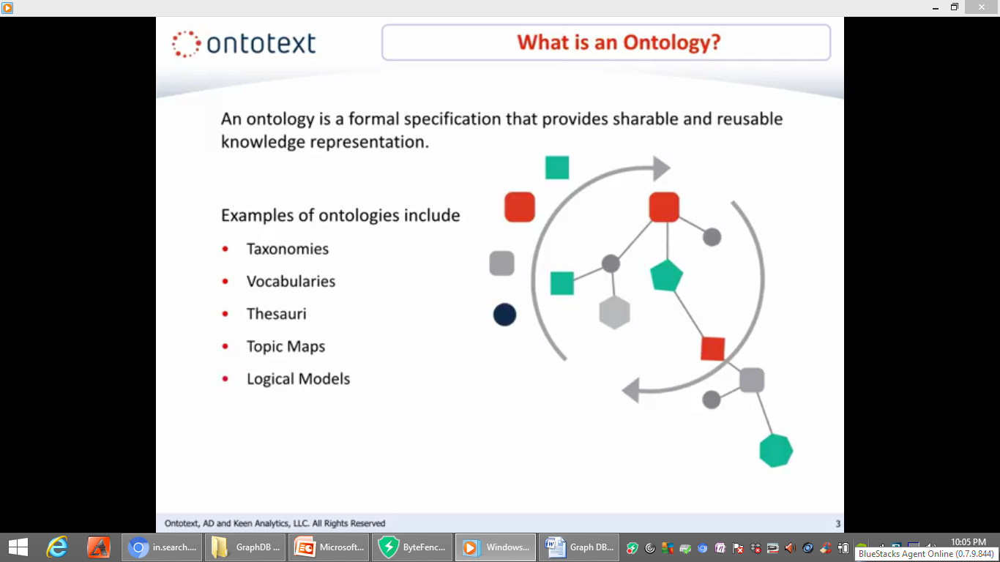 ontotext
What is an Ontology?
An ontology is a formal specification that provides sharable and reusable
knowledge representation.
Examples of ontologies include
• Taxonomies
• Vocabularies
• Thesauri
• Topic Maps
• Logical Models
Ontotext, AD and Keen Analytics, LLC. All Rights Reserved
3
in.search....
GraphDB ...
Microsoft...
ByteFenc...
Windows...
Graph DB...
10:05 PM
BlueStacks Agent Online (0.7.9.844)